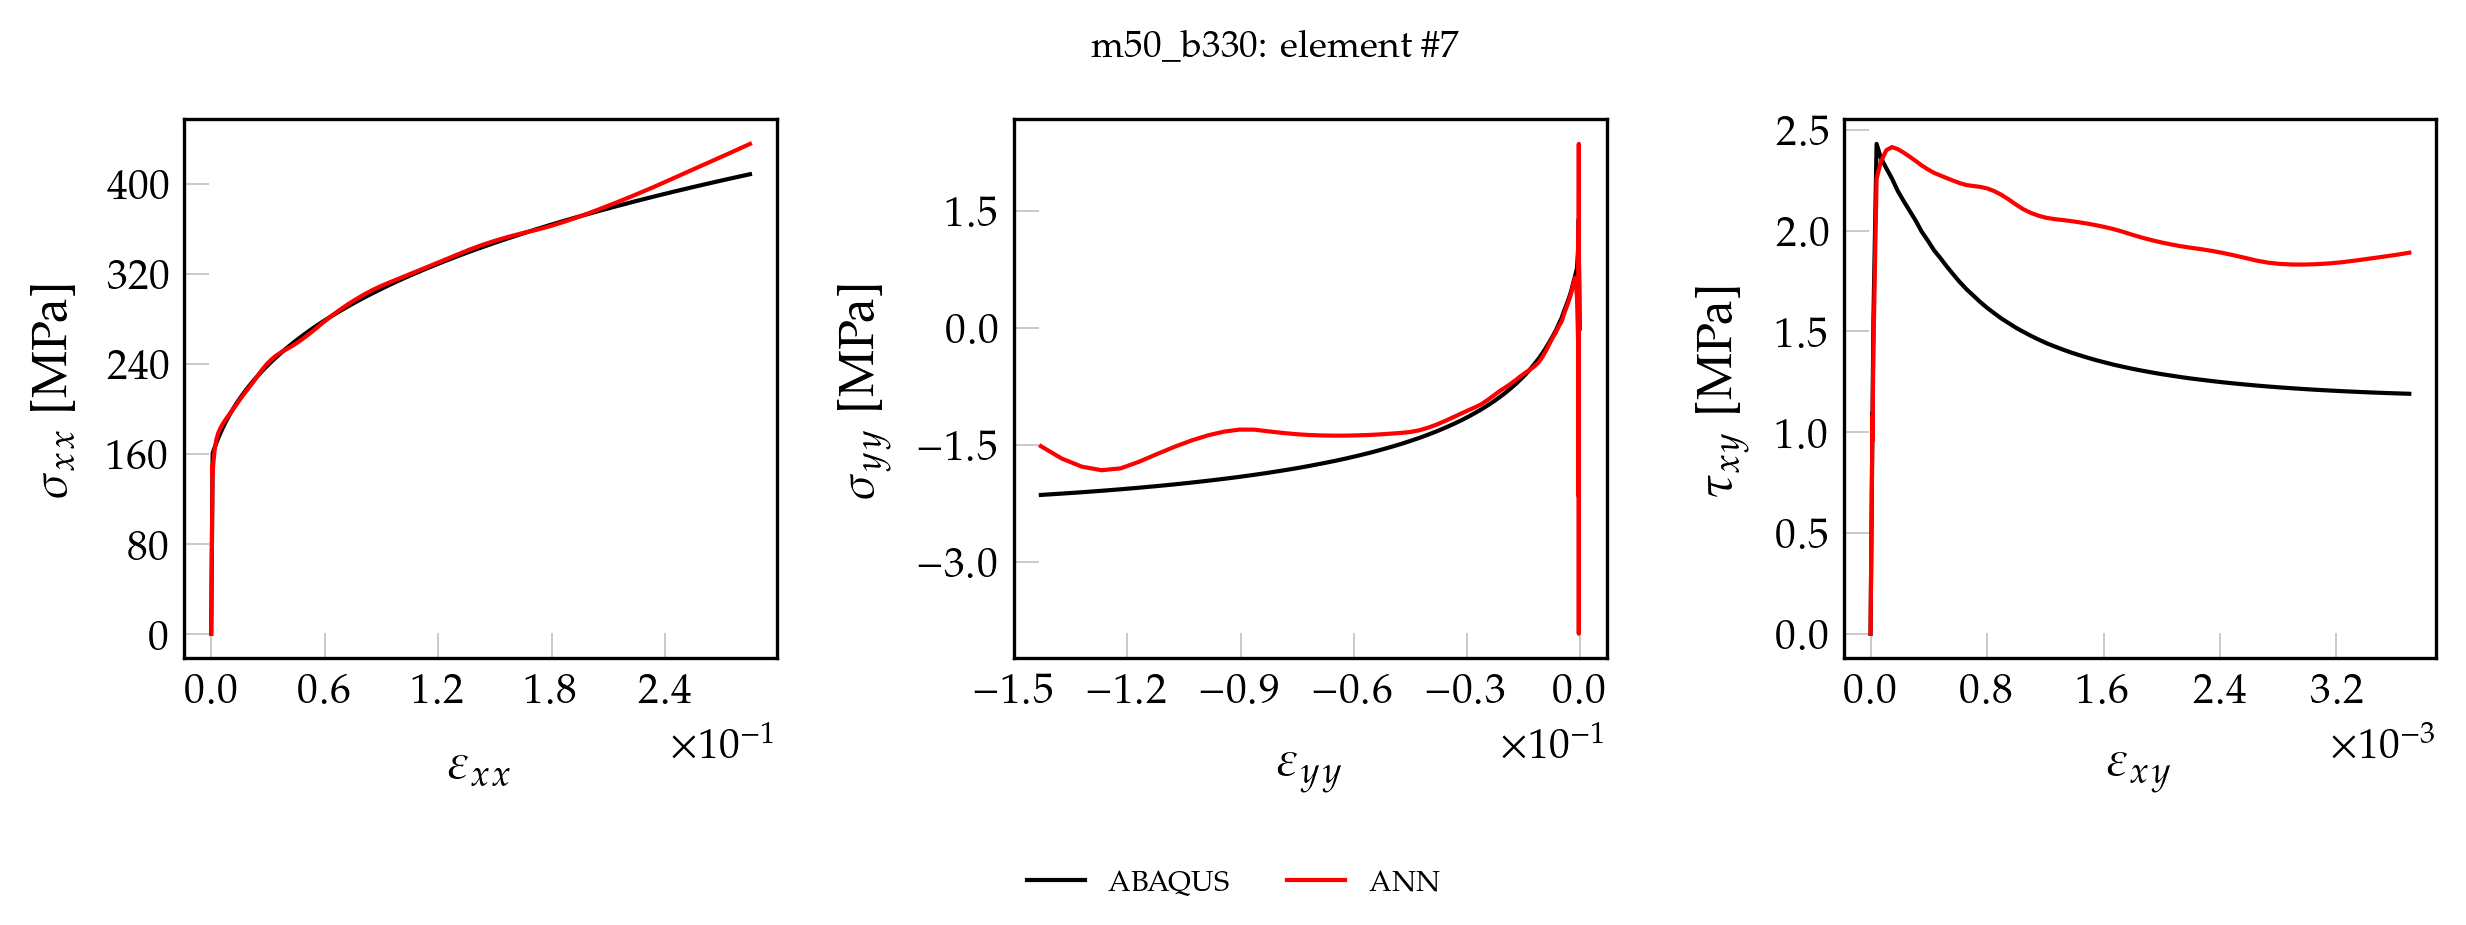 m50_b330: element #7
σxx [MPa]
400
320
240
160
80
0
0.0 0.6 1.2 1.8 2.4
×10⁻¹
εxx
σyy [MPa]
1.5
0.0
−1.5
−3.0
−1.5 −1.2 −0.9 −0.6 −0.3 0.0
×10⁻¹
εyy
τxy [MPa]
2.5
2.0
1.5
1.0
0.5
0.0
0.0 0.8 1.6 2.4 3.2
×10⁻³
εxy
ABAQUS ANN